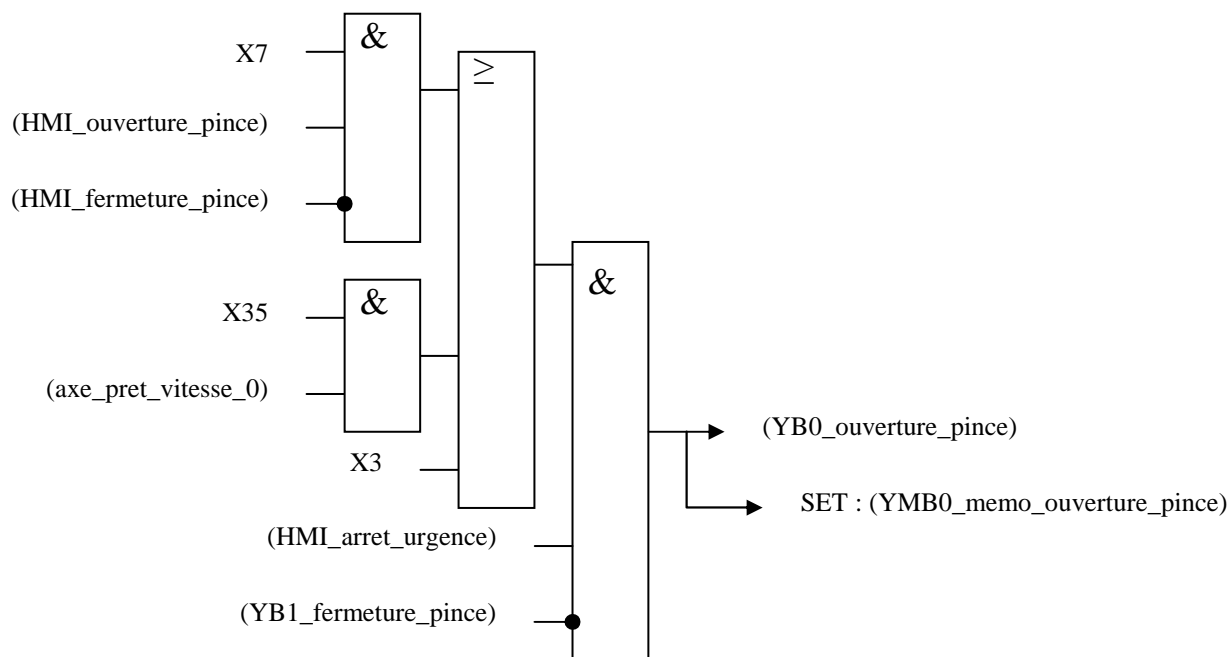 &
X7
≥
(HMI_ouverture_pince)
(HMI_fermeture_pince)
&
&
X35
(axe_pret_vitesse_0)
(YB0_ouverture_pince)
X3
SET : (YMB0_memo_ouverture_pince)
(HMI_arret_urgence)
(YB1_fermeture_pince)